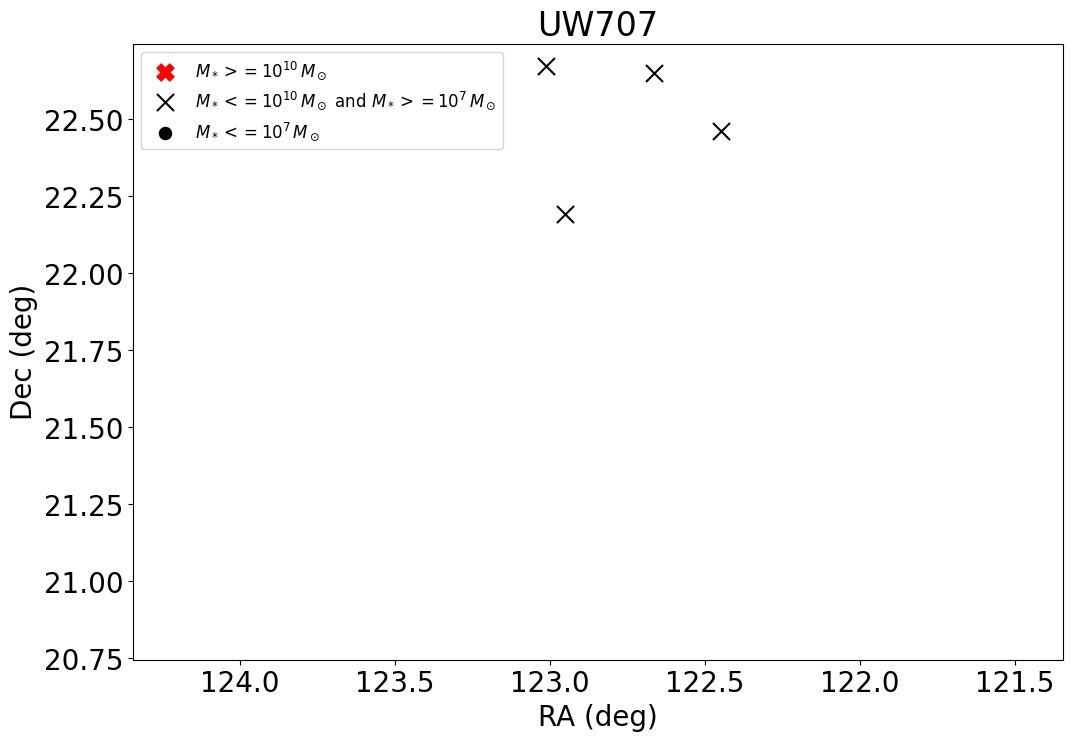 UW707
M* >= 10^10 M⊙
M* <= 10^10 M⊙ and M* >= 10^7 M⊙
M* <= 10^7 M⊙
22.50
22.25
22.00
21.75
21.50
21.25
21.00
20.75
Dec (deg)
124.0 123.5 123.0 122.5 122.0 121.5
RA (deg)